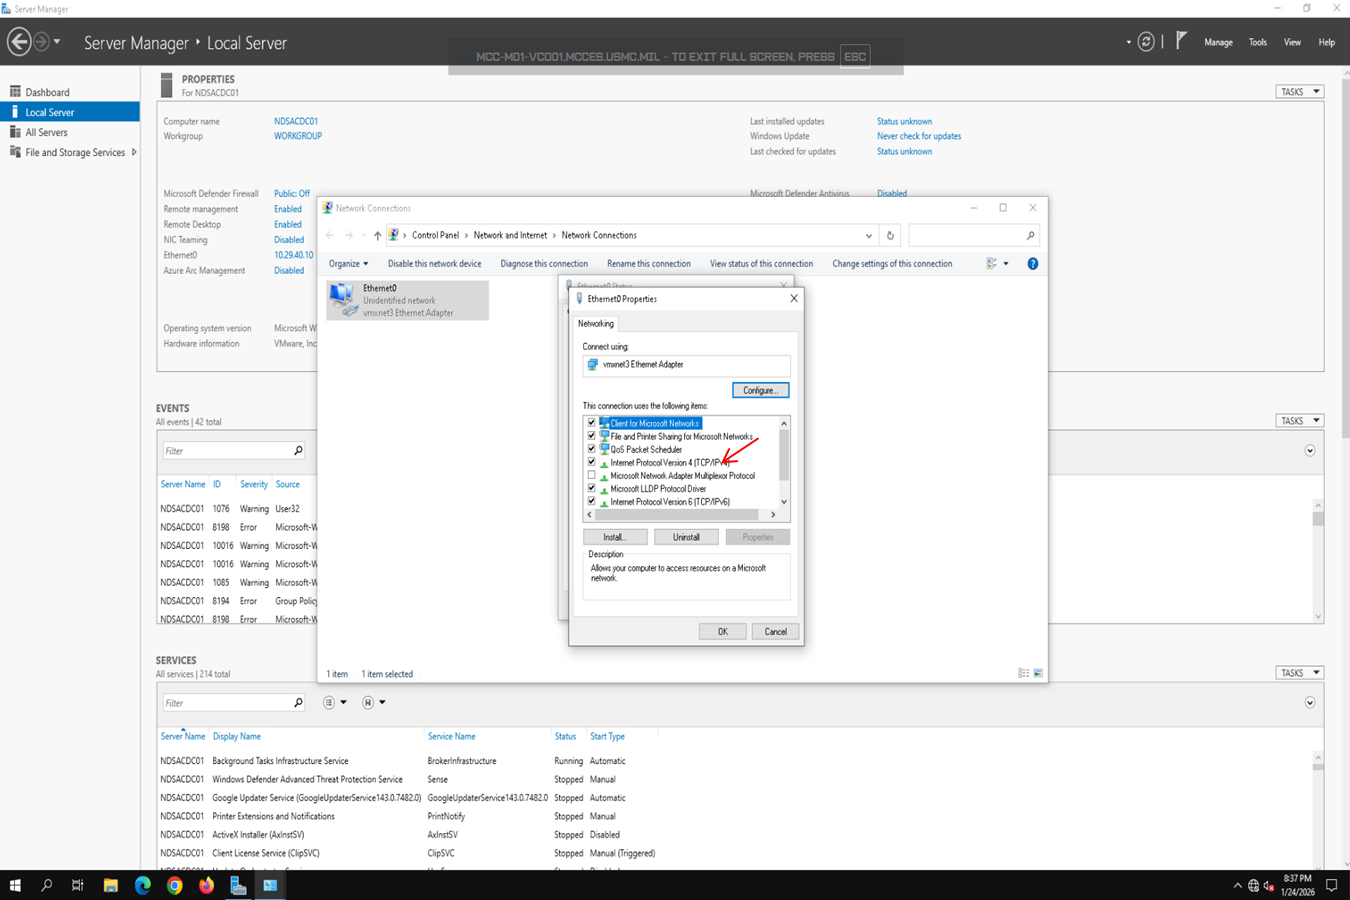 Server Manager
Server Manager
Local Server
MCC-M01-VC001.MCCES.USMC.MIL - TO EXIT FULL SCREEN, PRESS ESC
Manage
Tools
View
Help
Dashboard
Local Server
All Servers
File and Storage Services
PROPERTIES
For NDSACDC01
TASKS
Computer name NDSACDC01
Workgroup WORKGROUP
Last installed updates Status unknown
Windows Update Never check for updates
Last checked for updates Status unknown
Microsoft Defender Firewall Public: Off
Remote management Enabled
Remote Desktop Enabled
NIC Teaming Disabled
Ethernet0 10.29.40.10
Azure Arc Management Disabled
Microsoft Defender Antivirus Disabled
Operating system version Microsoft W
Hardware information VMware, Inc
Network Connections
Control Panel
Network and Internet
Network Connections
Organize
Disable this network device
Diagnose this connection
Rename this connection
View status of this connection
Change settings of this connection
Ethernet0
Unidentified network
vmxnet3 Ethernet Adapter
Ethernet0 Status
Ethernet0 Properties
Networking
Connect using:
vmxnet3 Ethernet Adapter
Configure...
This connection uses the following items:
Client for Microsoft Networks
File and Printer Sharing for Microsoft Networks
QoS Packet Scheduler
Internet Protocol Version 4 (TCP/IPv4)
Microsoft Network Adapter Multiplexor Protocol
Microsoft LLDP Protocol Driver
Internet Protocol Version 6 (TCP/IPv6)
Install...
Uninstall
Properties
Description
Allows your computer to access resources on a Microsoft
network.
OK
Cancel
1 item
1 item selected
EVENTS
All events | 42 total
TASKS
Filter
Server Name ID Severity Source
NDSACDC01 1076 Warning User32
NDSACDC01 8198 Error Microsoft-W
NDSACDC01 10016 Warning Microsoft-W
NDSACDC01 10016 Warning Microsoft-W
NDSACDC01 1085 Warning Microsoft-W
NDSACDC01 8194 Error Group Policy
NDSACDC01 8198 Error Microsoft-W
SERVICES
All services | 214 total
TASKS
Filter
Server Name Display Name Service Name Status Start Type
NDSACDC01 Background Tasks Infrastructure Service BrokerInfrastructure Running Automatic
NDSACDC01 Windows Defender Advanced Threat Protection Service Sense Stopped Manual
NDSACDC01 Google Updater Service (GoogleUpdaterService143.0.7482.0) GoogleUpdaterService143.0.7482.0 Stopped Automatic
NDSACDC01 Printer Extensions and Notifications PrintNotify Stopped Manual
NDSACDC01 ActiveX Installer (AxInstSV) AxInstSV Stopped Disabled
NDSACDC01 Client License Service (ClipSVC) ClipSVC Stopped Manual (Triggered)
8:37 PM
1/24/2026